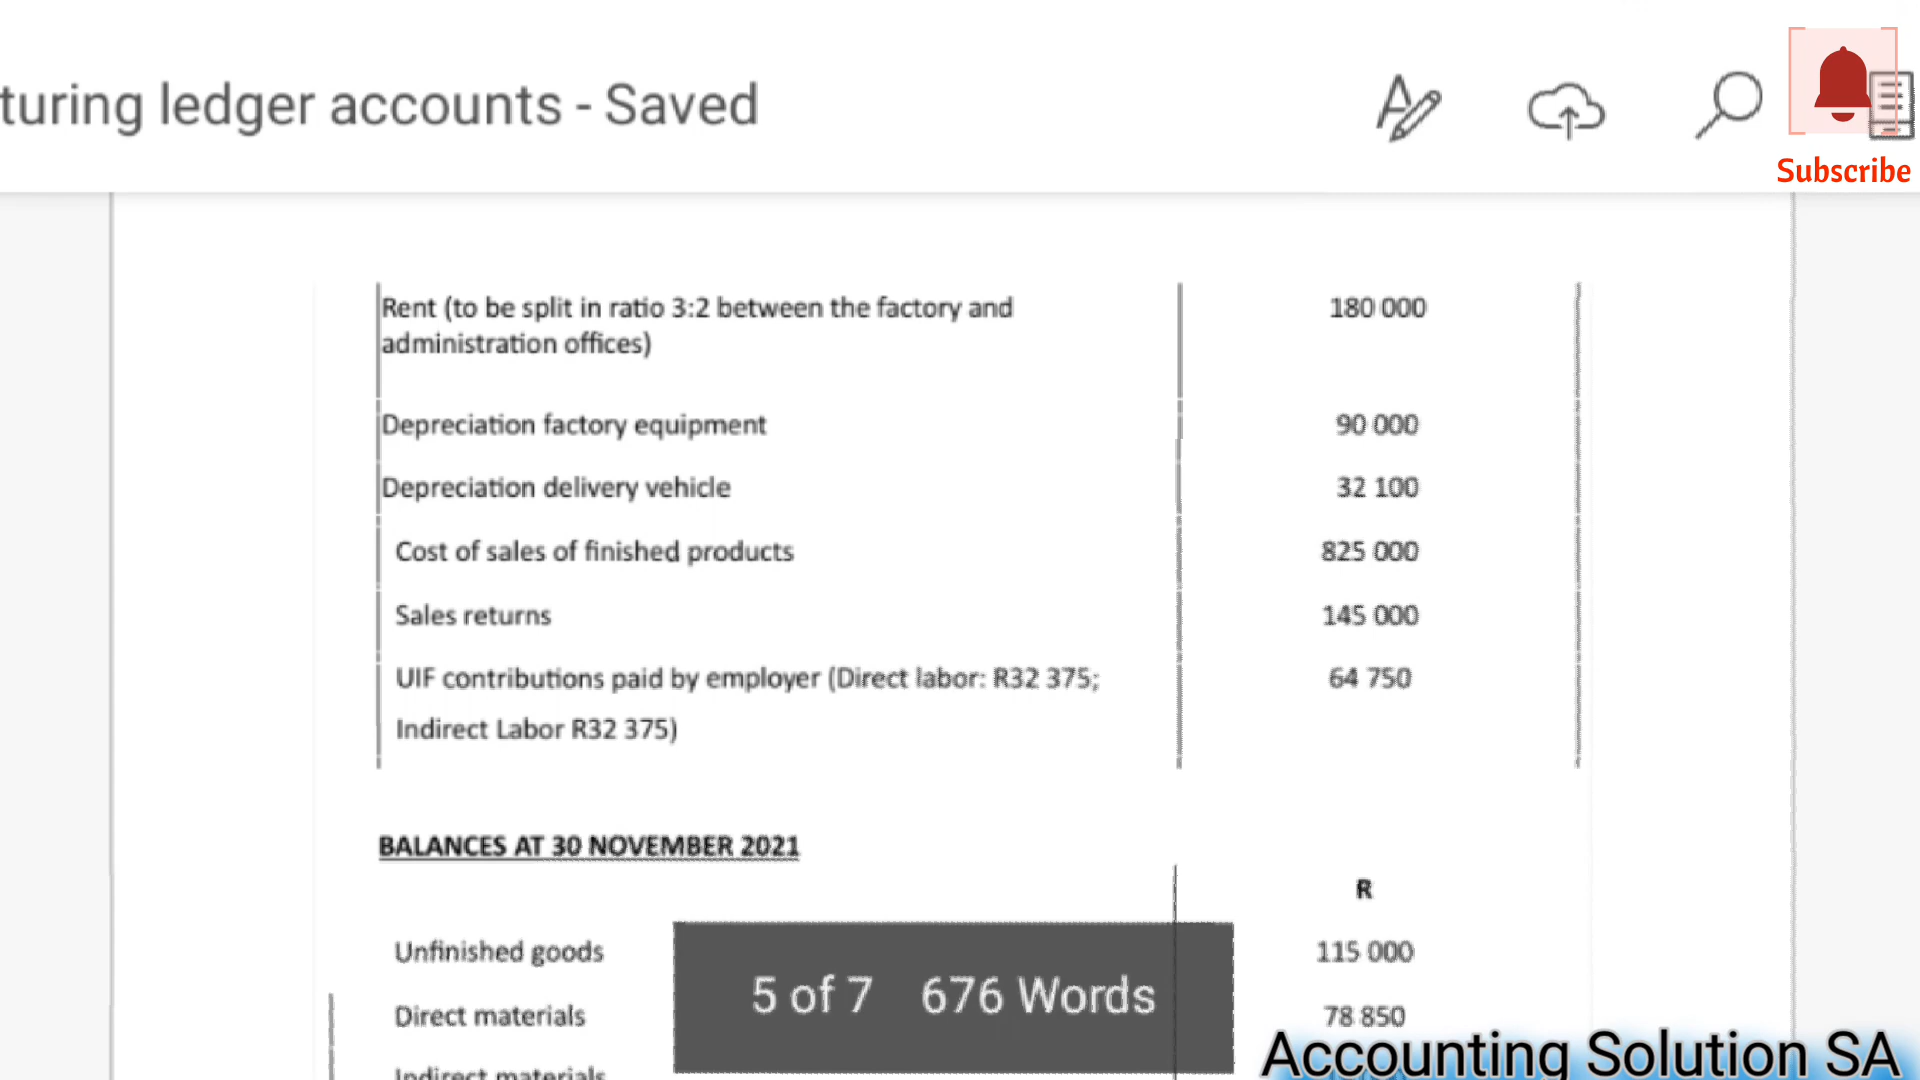 turing ledger accounts - Saved
Subscribe
Rent (to be split in ratio 3:2 between the factory and 180 000
administration offices)
Depreciation factory equipment 90 000
Depreciation delivery vehicle 32 100
Cost of sales of finished products 825 000
Sales returns 145 000
UIF contributions paid by employer (Direct labor: R32 375; 64 750
Indirect Labor R32 375)
BALANCES AT 30 NOVEMBER 2021
R
Unfinished goods 115 000
5 of 7 676 Words
Direct materials 78 850
Indirect materials
Accounting Solution SA